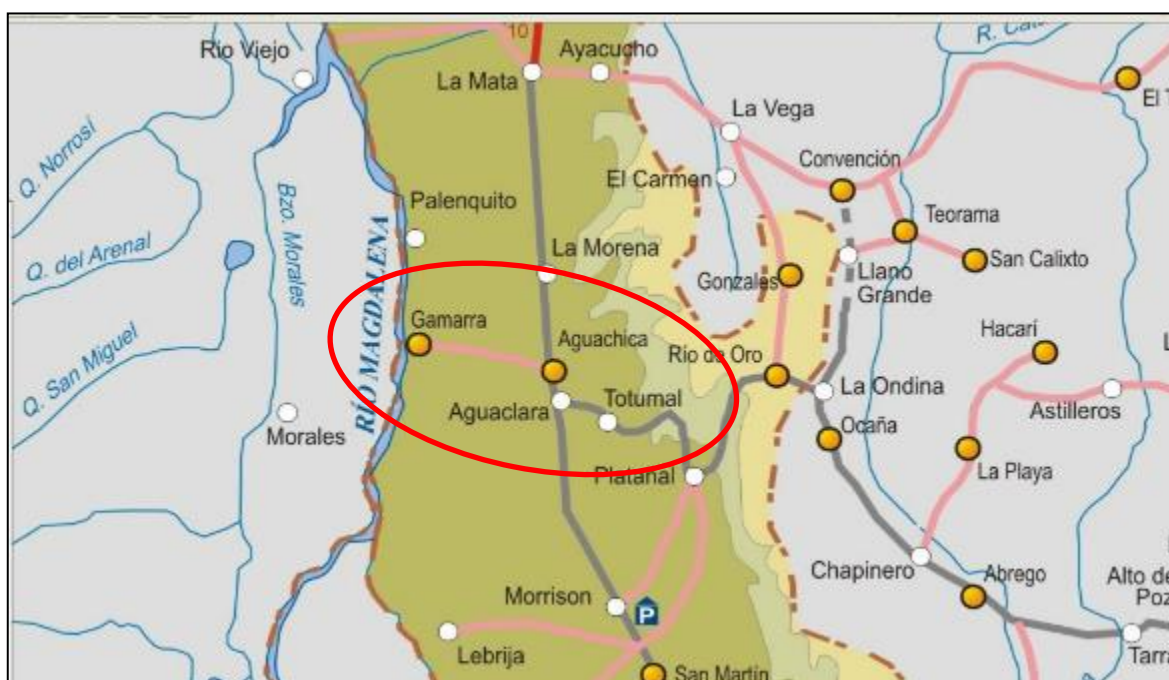 10
R. Cat
Río Viejo
Ayacucho
La Mata
El T
La Vega
Q. Norrosí
Convención
El Carmen
Palenquito
Teorama
Bzo. Morales
Q. del Arenal
La Morena
San Calixto
Llano
Grande
Gonzales
RÍO MAGDALENA
Gamarra
Hacarí
Aguachica
Río de Oro
L
Q. San Miguel
La Ondina
Totumal
Aguaclara
Astilleros
Morales
Ocaña
Platanal
La Playa
Chapinero
Abrego
Alto de
Poz
Morrison
P
Lebrija
Tarra
San Martín